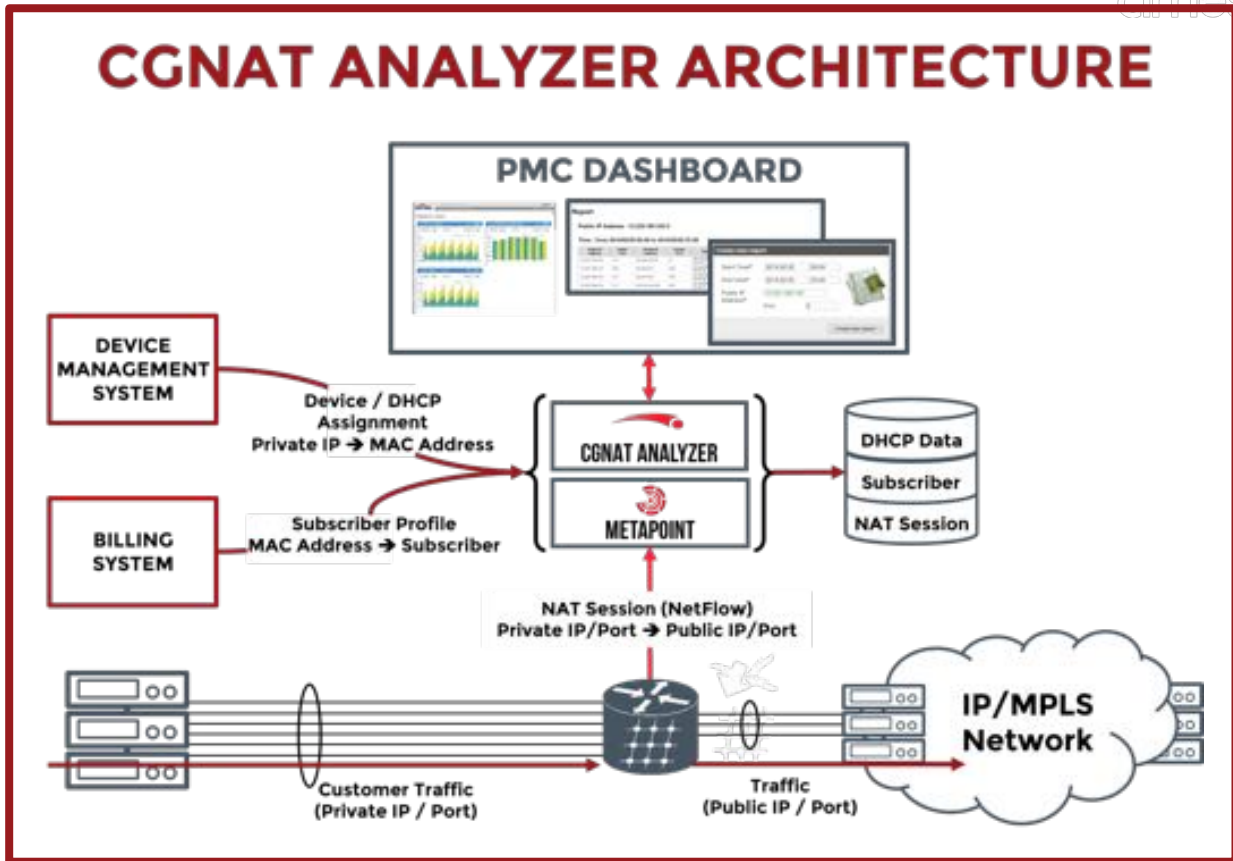 CGNAT ANALYZER ARCHITECTURE
PMC DASHBOARD
Report
DEVICE
MANAGEMENT
SYSTEM
Device / DHCP
Assignment
Private IP → MAC Address
CGNAT ANALYZER
METAPOINT
DHCP Data
Subscriber
NAT Session
BILLING
SYSTEM
Subscriber Profile
MAC Address → Subscriber
NAT Session (NetFlow)
Private IP/Port → Public IP/Port
IP/MPLS
Network
Customer Traffic
(Private IP / Port)
Traffic
(Public IP / Port)